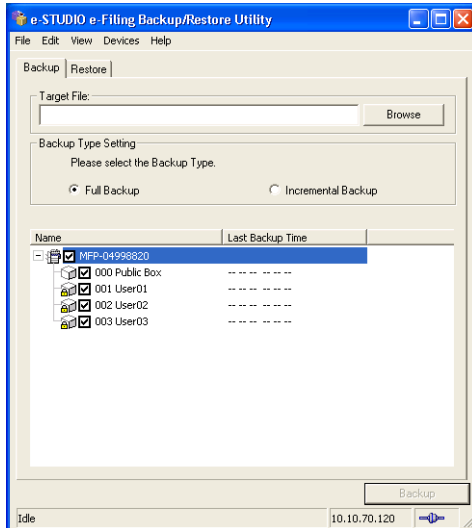 e-STUDIO e-Filing Backup/Restore Utility
File Edit View Devices Help
Backup Restore
Target File:
Browse
Backup Type Setting
Please select the Backup Type.
Full Backup Incremental Backup
Name Last Backup Time
MFP-04998820
000 Public Box -- -- -- -- --
001 User01 -- -- -- -- --
002 User02 -- -- -- -- --
003 User03 -- -- -- -- --
Backup
Idle 10.10.70.120